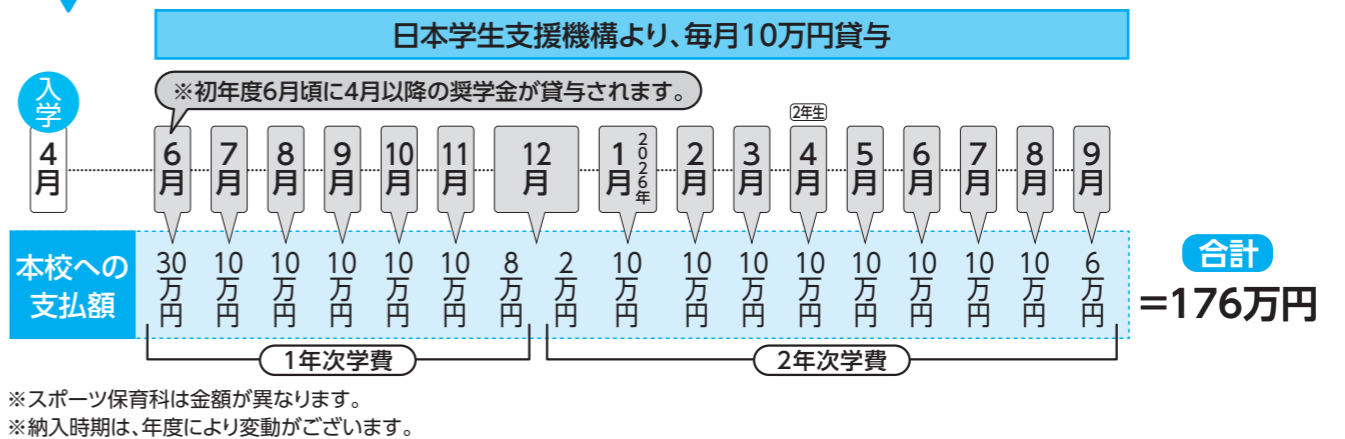 日本学生支援機構より、毎月10万円貸与
入学
※初年度6月頃に4月以降の奨学金が貸与されます。
2年生
4月
6月
7月
8月
9月
10月
11月
12月
1月 2026年
2月
3月
4月
5月
6月
7月
8月
9月
本校への
支払額
30万円
10万円
10万円
10万円
10万円
10万円
8万円
2万円
10万円
10万円
10万円
10万円
10万円
10万円
10万円
10万円
6万円
合計
=176万円
1年次学費
2年次学費
※スポーツ保育科は金額が異なります。
※納入時期は、年度により変動がございます。